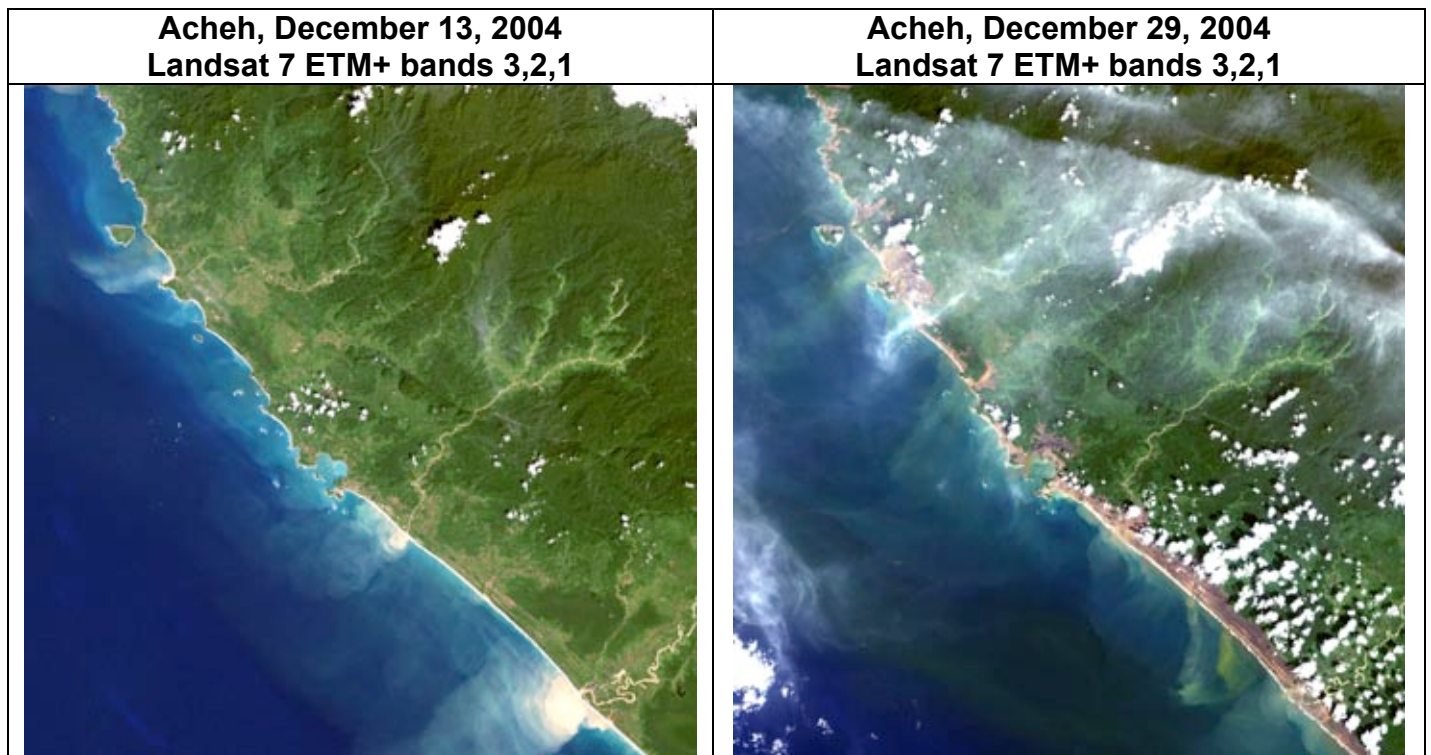 Acheh, December 13, 2004
Landsat 7 ETM+ bands 3,2,1
Acheh, December 29, 2004
Landsat 7 ETM+ bands 3,2,1